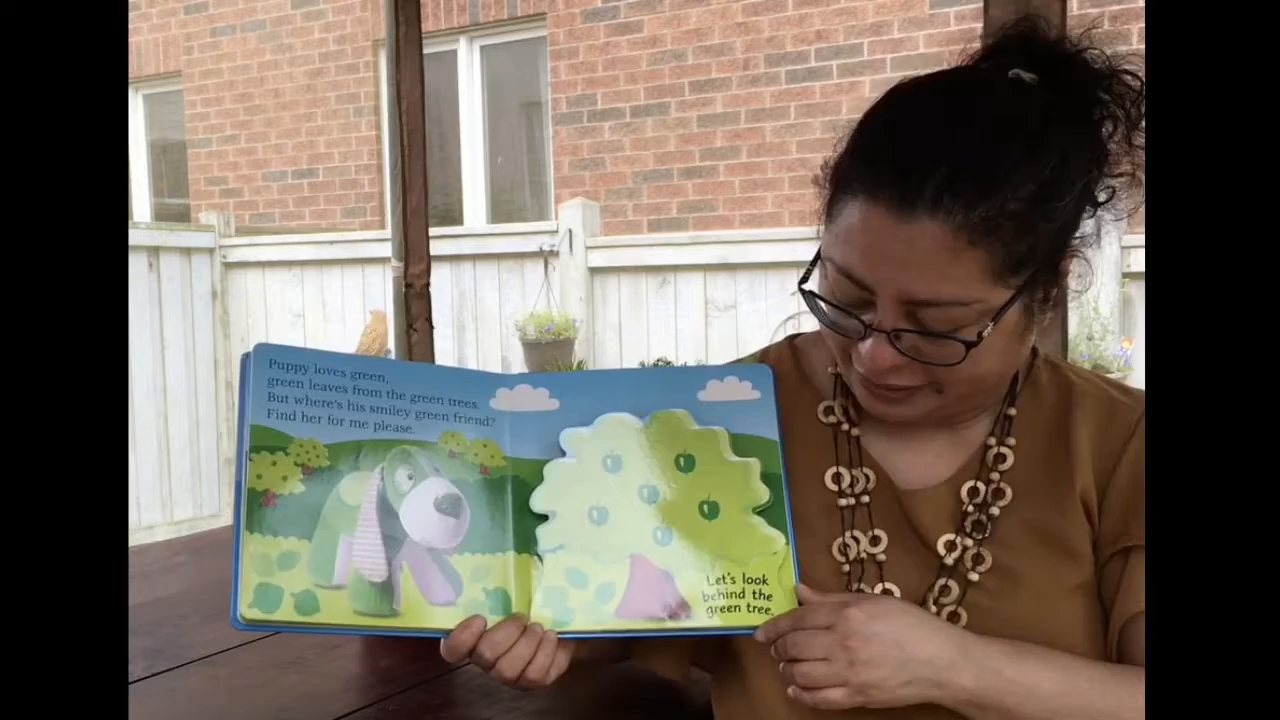 Puppy loves green,
green leaves from the green trees.
But where's his smiley green friend?
Find her for me please.
Let's look
behind the
green tree.